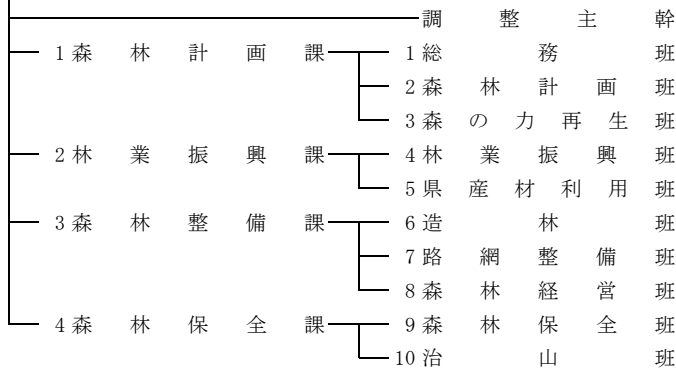 調整主幹
1 森林計画課 1 総務班
2 森林計画班
3 森の力再生班
2 林業振興課 4 林業振興班
5 県産材利用班
3 森林整備課 6 造林班
7 路網整備班
8 森林経営班
4 森林保全課 9 森林保全班
10 治山班